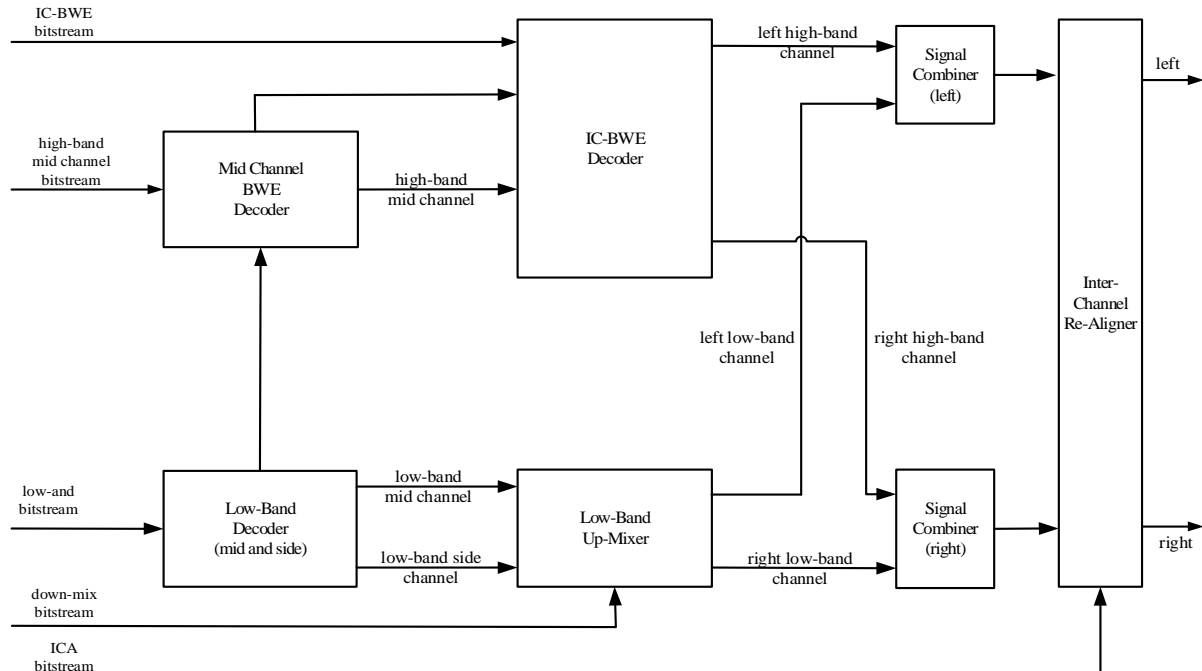 IC-BWE
bitstream
left high-band
channel
Signal
Combiner
(left)
left
high-band
mid channel
bitstream
Mid Channel
BWE
Decoder
high-band
mid channel
IC-BWE
Decoder
Inter-
Channel
Re-Aligner
left low-band
channel
right high-band
channel
low-and
bitstream
Low-Band
Decoder
(mid and side)
low-band
mid channel
low-band side
channel
Low-Band
Up-Mixer
right low-band
channel
Signal
Combiner
(right)
right
down-mix
bitstream
ICA
bitstream